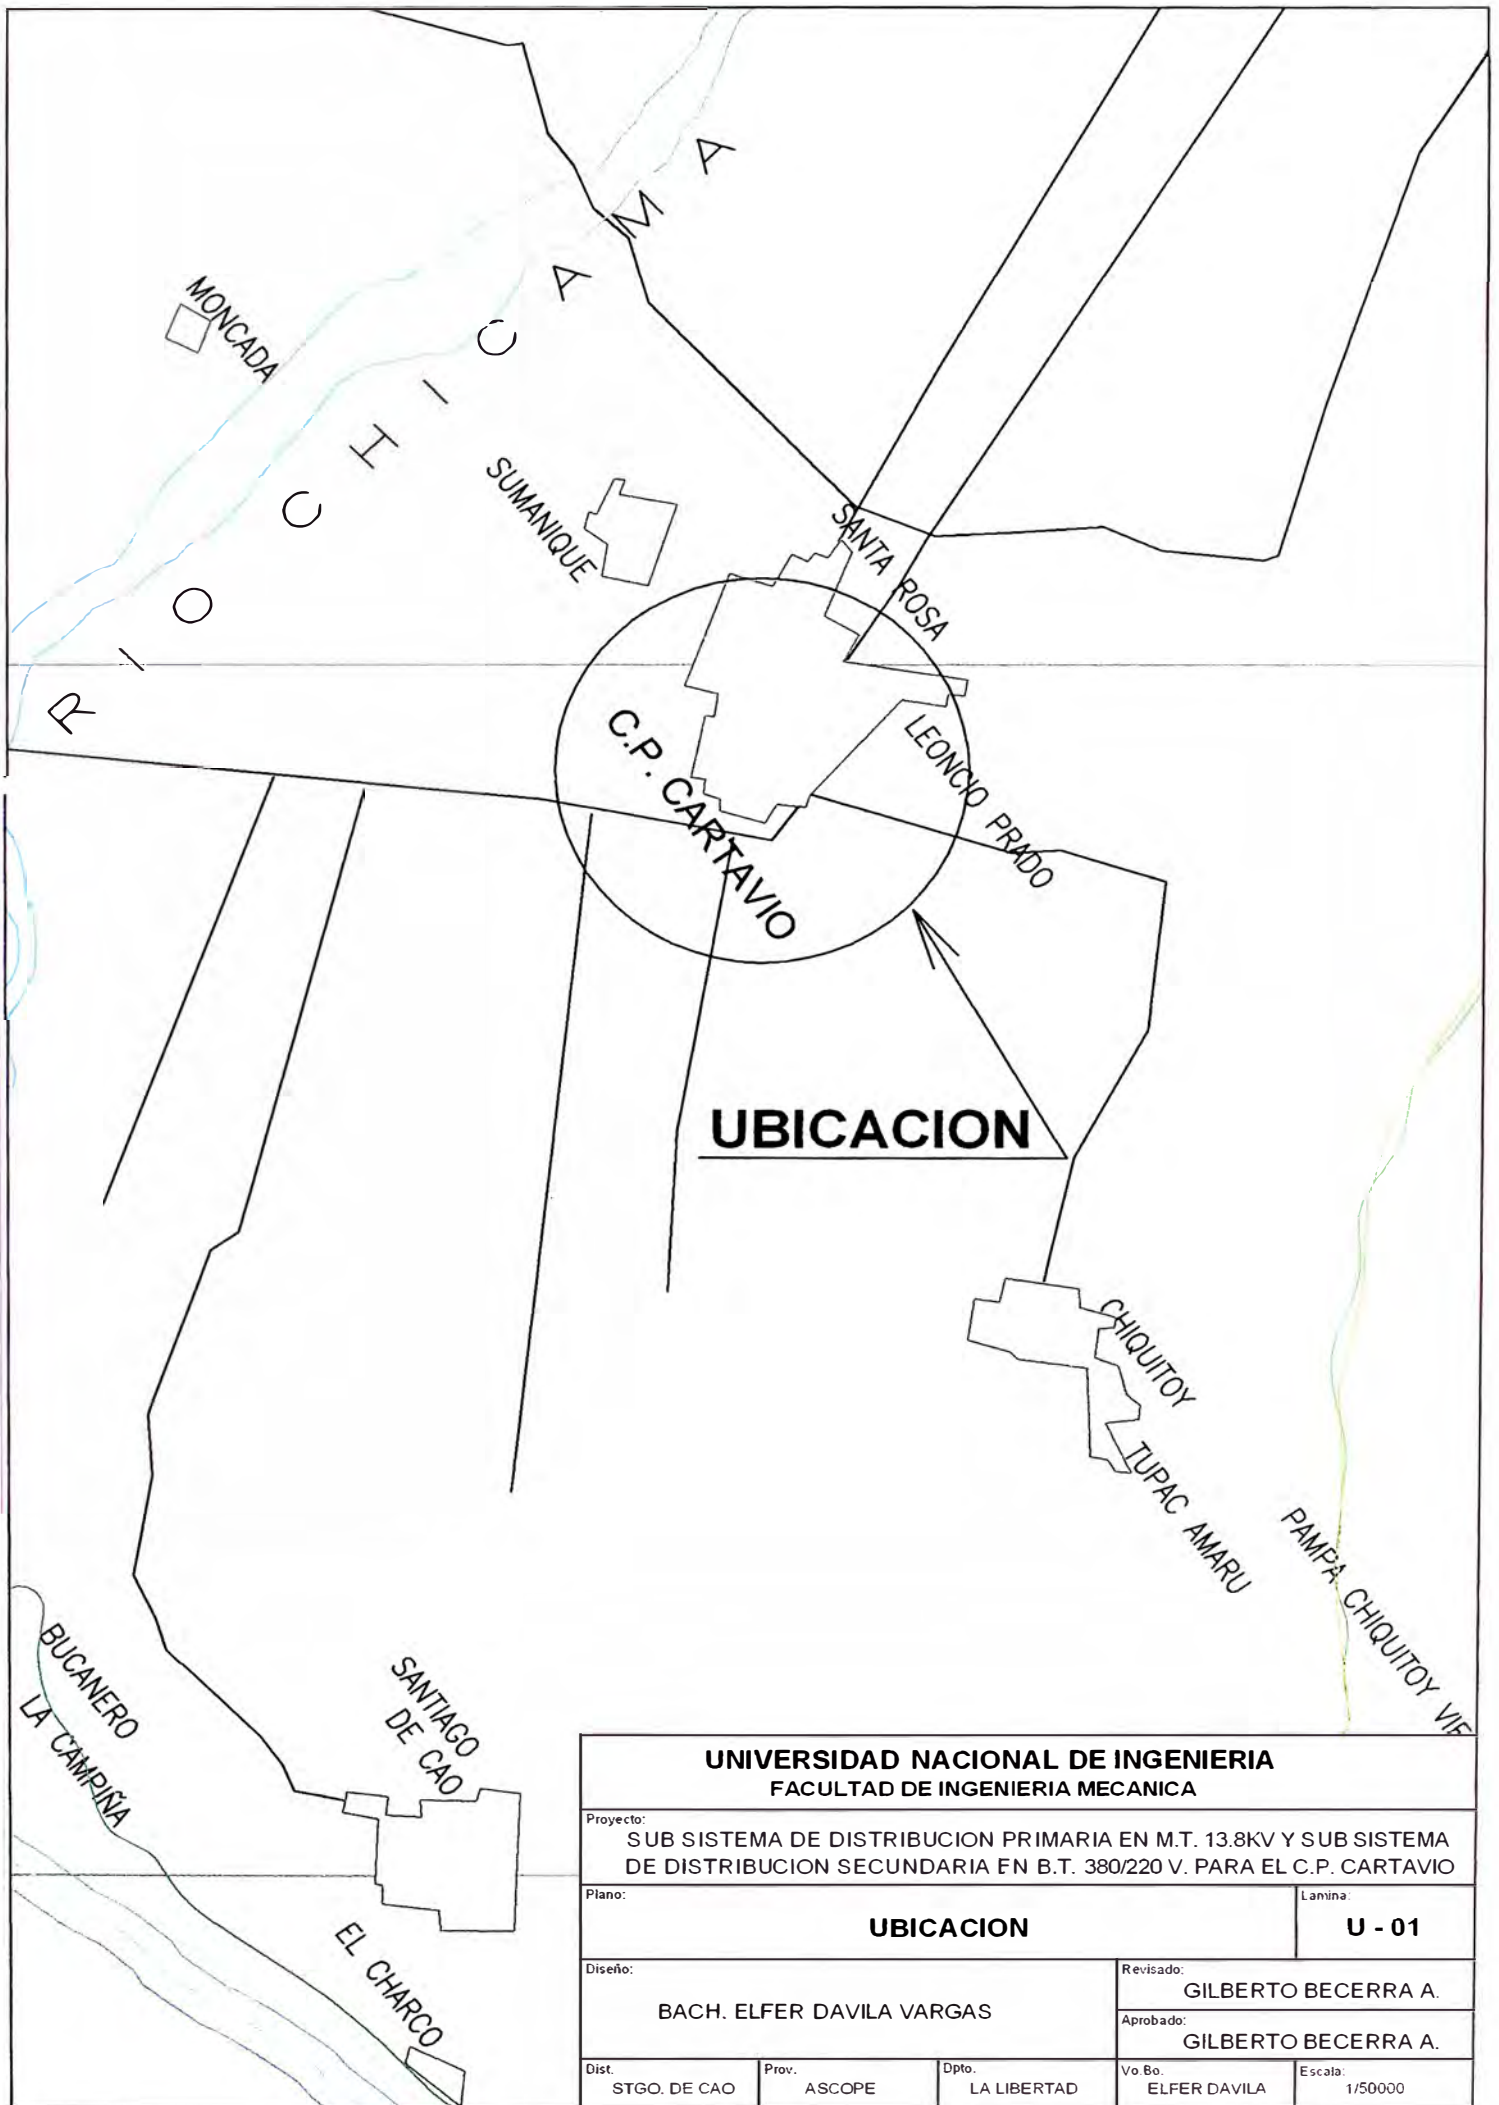 RIO CHICAMA
MONCADA
SUMANIQUE
SANTA ROSA
C.P. CARTAVIO
LEONCIO PRADO
UBICACION
CHIQUITOY
TUPAC AMARU
PAMPA CHIQUITOY VIE
BUCANERO
LA CAMPIÑA
SANTIAGO
DE CAO
EL CHARCO
UNIVERSIDAD NACIONAL DE INGENIERIA
FACULTAD DE INGENIERIA MECANICA
Proyecto:
SUB SISTEMA DE DISTRIBUCION PRIMARIA EN M.T. 13.8KV Y SUB SISTEMA
DE DISTRIBUCION SECUNDARIA EN B.T. 380/220 V. PARA EL C.P. CARTAVIO
Plano:
UBICACION
Lamina:
U - 01
Diseño:
BACH. ELFER DAVILA VARGAS
Revisado:
GILBERTO BECERRA A.
Aprobado:
GILBERTO BECERRA A.
Dist.
STGO. DE CAO
Prov.
ASCOPE
Dpto.
LA LIBERTAD
Vo.Bo.
ELFER DAVILA
Escala:
1/50000